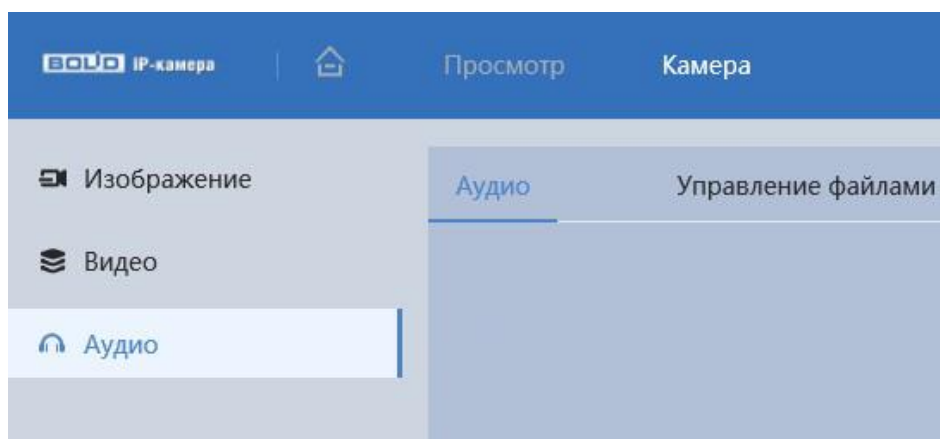 BOLID IP-камера
Просмотр
Камера
Изображение
Аудио
Управление файлами
Видео
Аудио